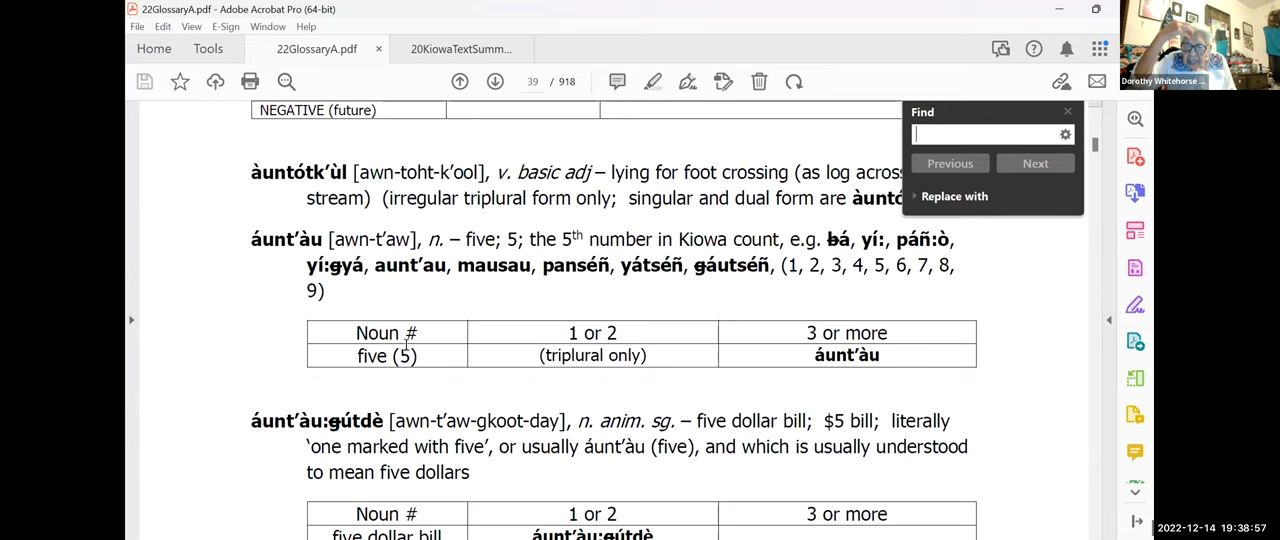 22GlossaryA.pdf - Adobe Acrobat Pro (64-bit)
File Edit View E-Sign Window Help
Home Tools 22GlossaryA.pdf × 20KiowaTextSumm...
39 / 918
Dorothy Whitehorse ...
NEGATIVE (future)
Find
Previous Next
Replace with
àuntótk’ùl [awn-toht-k’ool], v. basic adj – lying for foot crossing (as log across
stream) (irregular triplural form only; singular and dual form are àuntó
áunt’àu [awn-t’aw], n. – five; 5; the 5th number in Kiowa count, e.g. ƀá, yí:, páñ:ò,
yí:ǥyá, aunt’au, mausau, panséñ, yátséñ, ǥáutséñ, (1, 2, 3, 4, 5, 6, 7, 8,
9)
Noun # 1 or 2 3 or more
five (5) (triplural only) áunt’àu
áunt’àu:ǥútdè [awn-t’aw-gkoot-day], n. anim. sg. – five dollar bill; $5 bill; literally
‘one marked with five’, or usually áunt’àu (five), and which is usually understood
to mean five dollars
Noun # 1 or 2 3 or more
five dollar bill áunt’àu:ǥútdè
2022-12-14 19:38:57